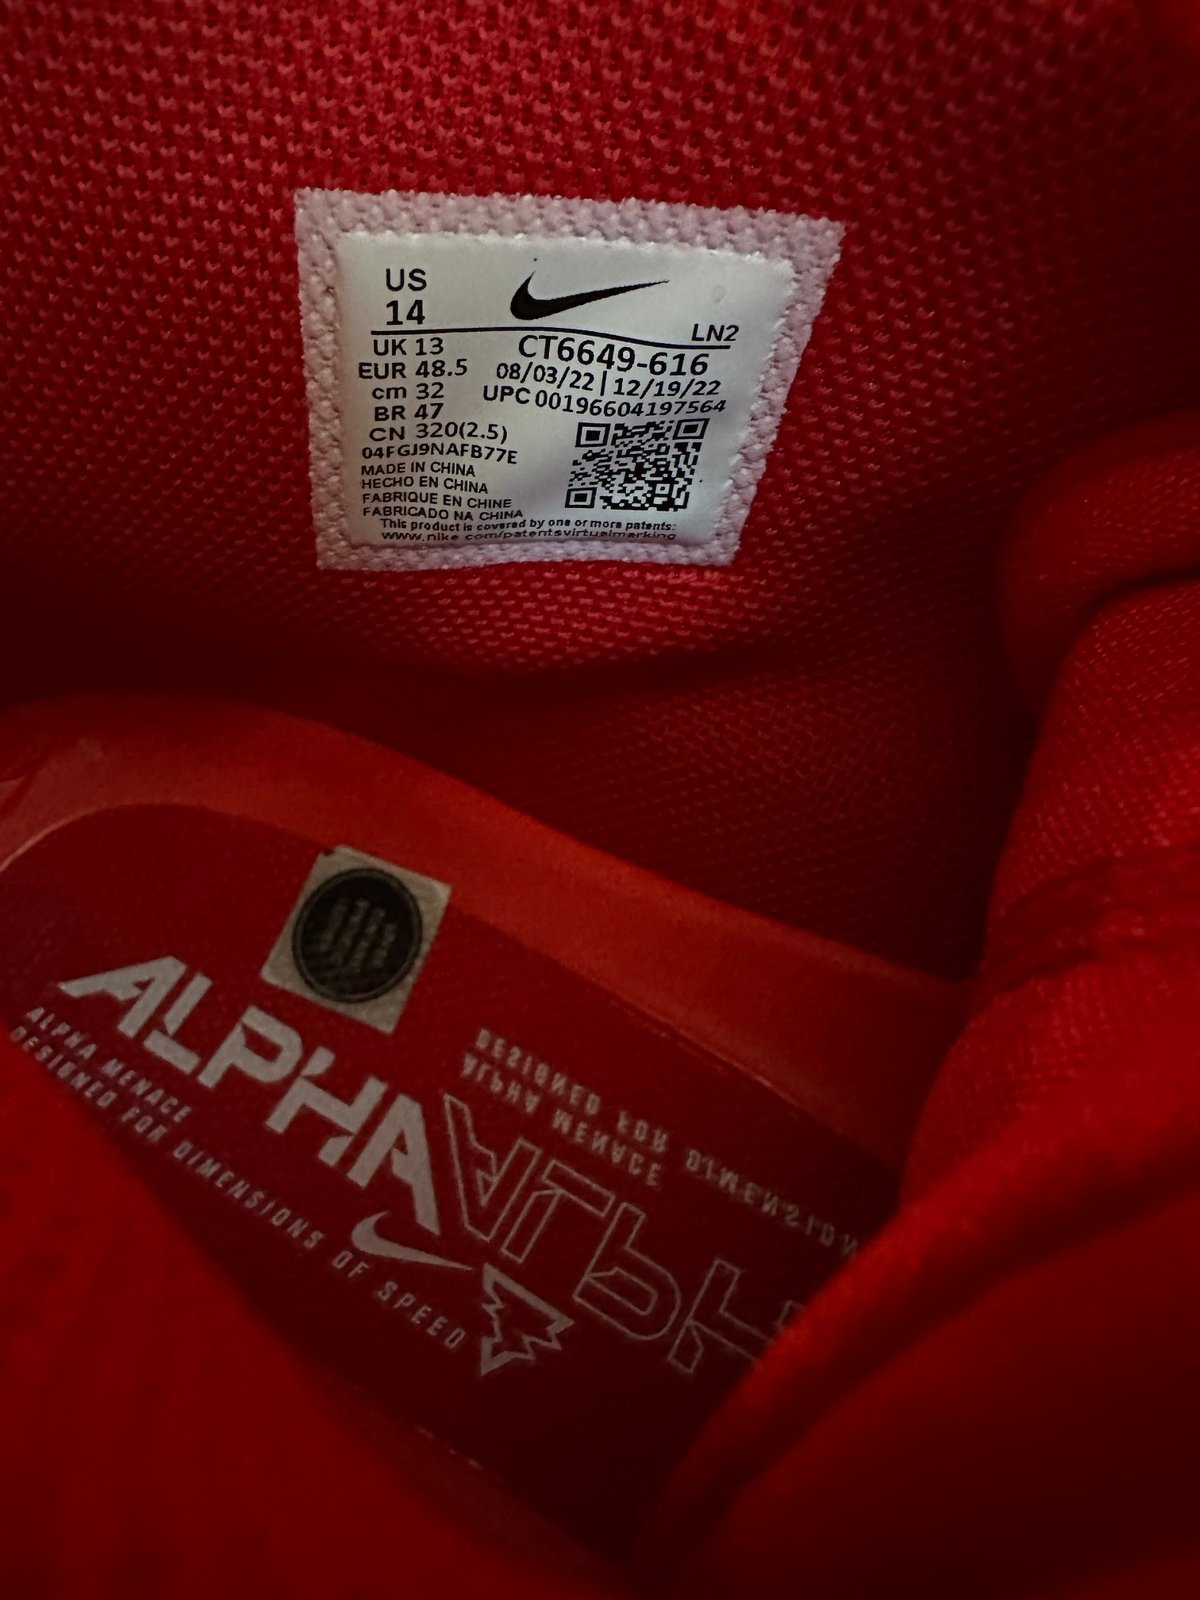 US
14
LN2
UK 13
EUR 48.5
cm 32
BR 47
CN 320(2.5)
04FGJ9NAFB77E
CT6649-616
08/03/22 | 12/19/22
UPC 00196604197564
MADE IN CHINA
HECHO EN CHINA
FABRIQUE EN CHINE
FABRICADO NA CHINA
This product is covered by one or more patents:
www.nike.com/patentsvirtualmarking
ALPHA
ALPHA MENACE
DESIGNED FOR DIMENSIONS OF SPEED
DESIGNED FOR DIMENSION
ALPHA MENACE
ALPH